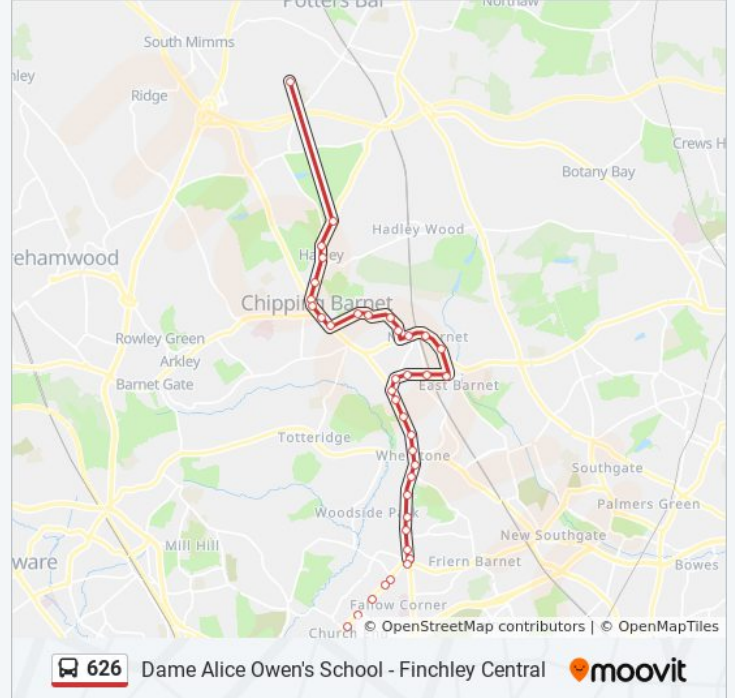 Potters Bar
Northaw
South Mimms
nley
Ridge
Crews H
Botany Bay
Hadley Wood
rehamwood
Chipping Barnet
Rowley Green
Arkley
Barnet Gate
East Barnet
Totteridge
Southgate
Palmers Green
Woodside Park
New Southgate
ware
Mill Hill
Friern Barnet
Bowes
Fallow Corner
Church
© OpenStreetMap contributors | © OpenMapTiles
626 Dame Alice Owen's School - Finchley Central moovit